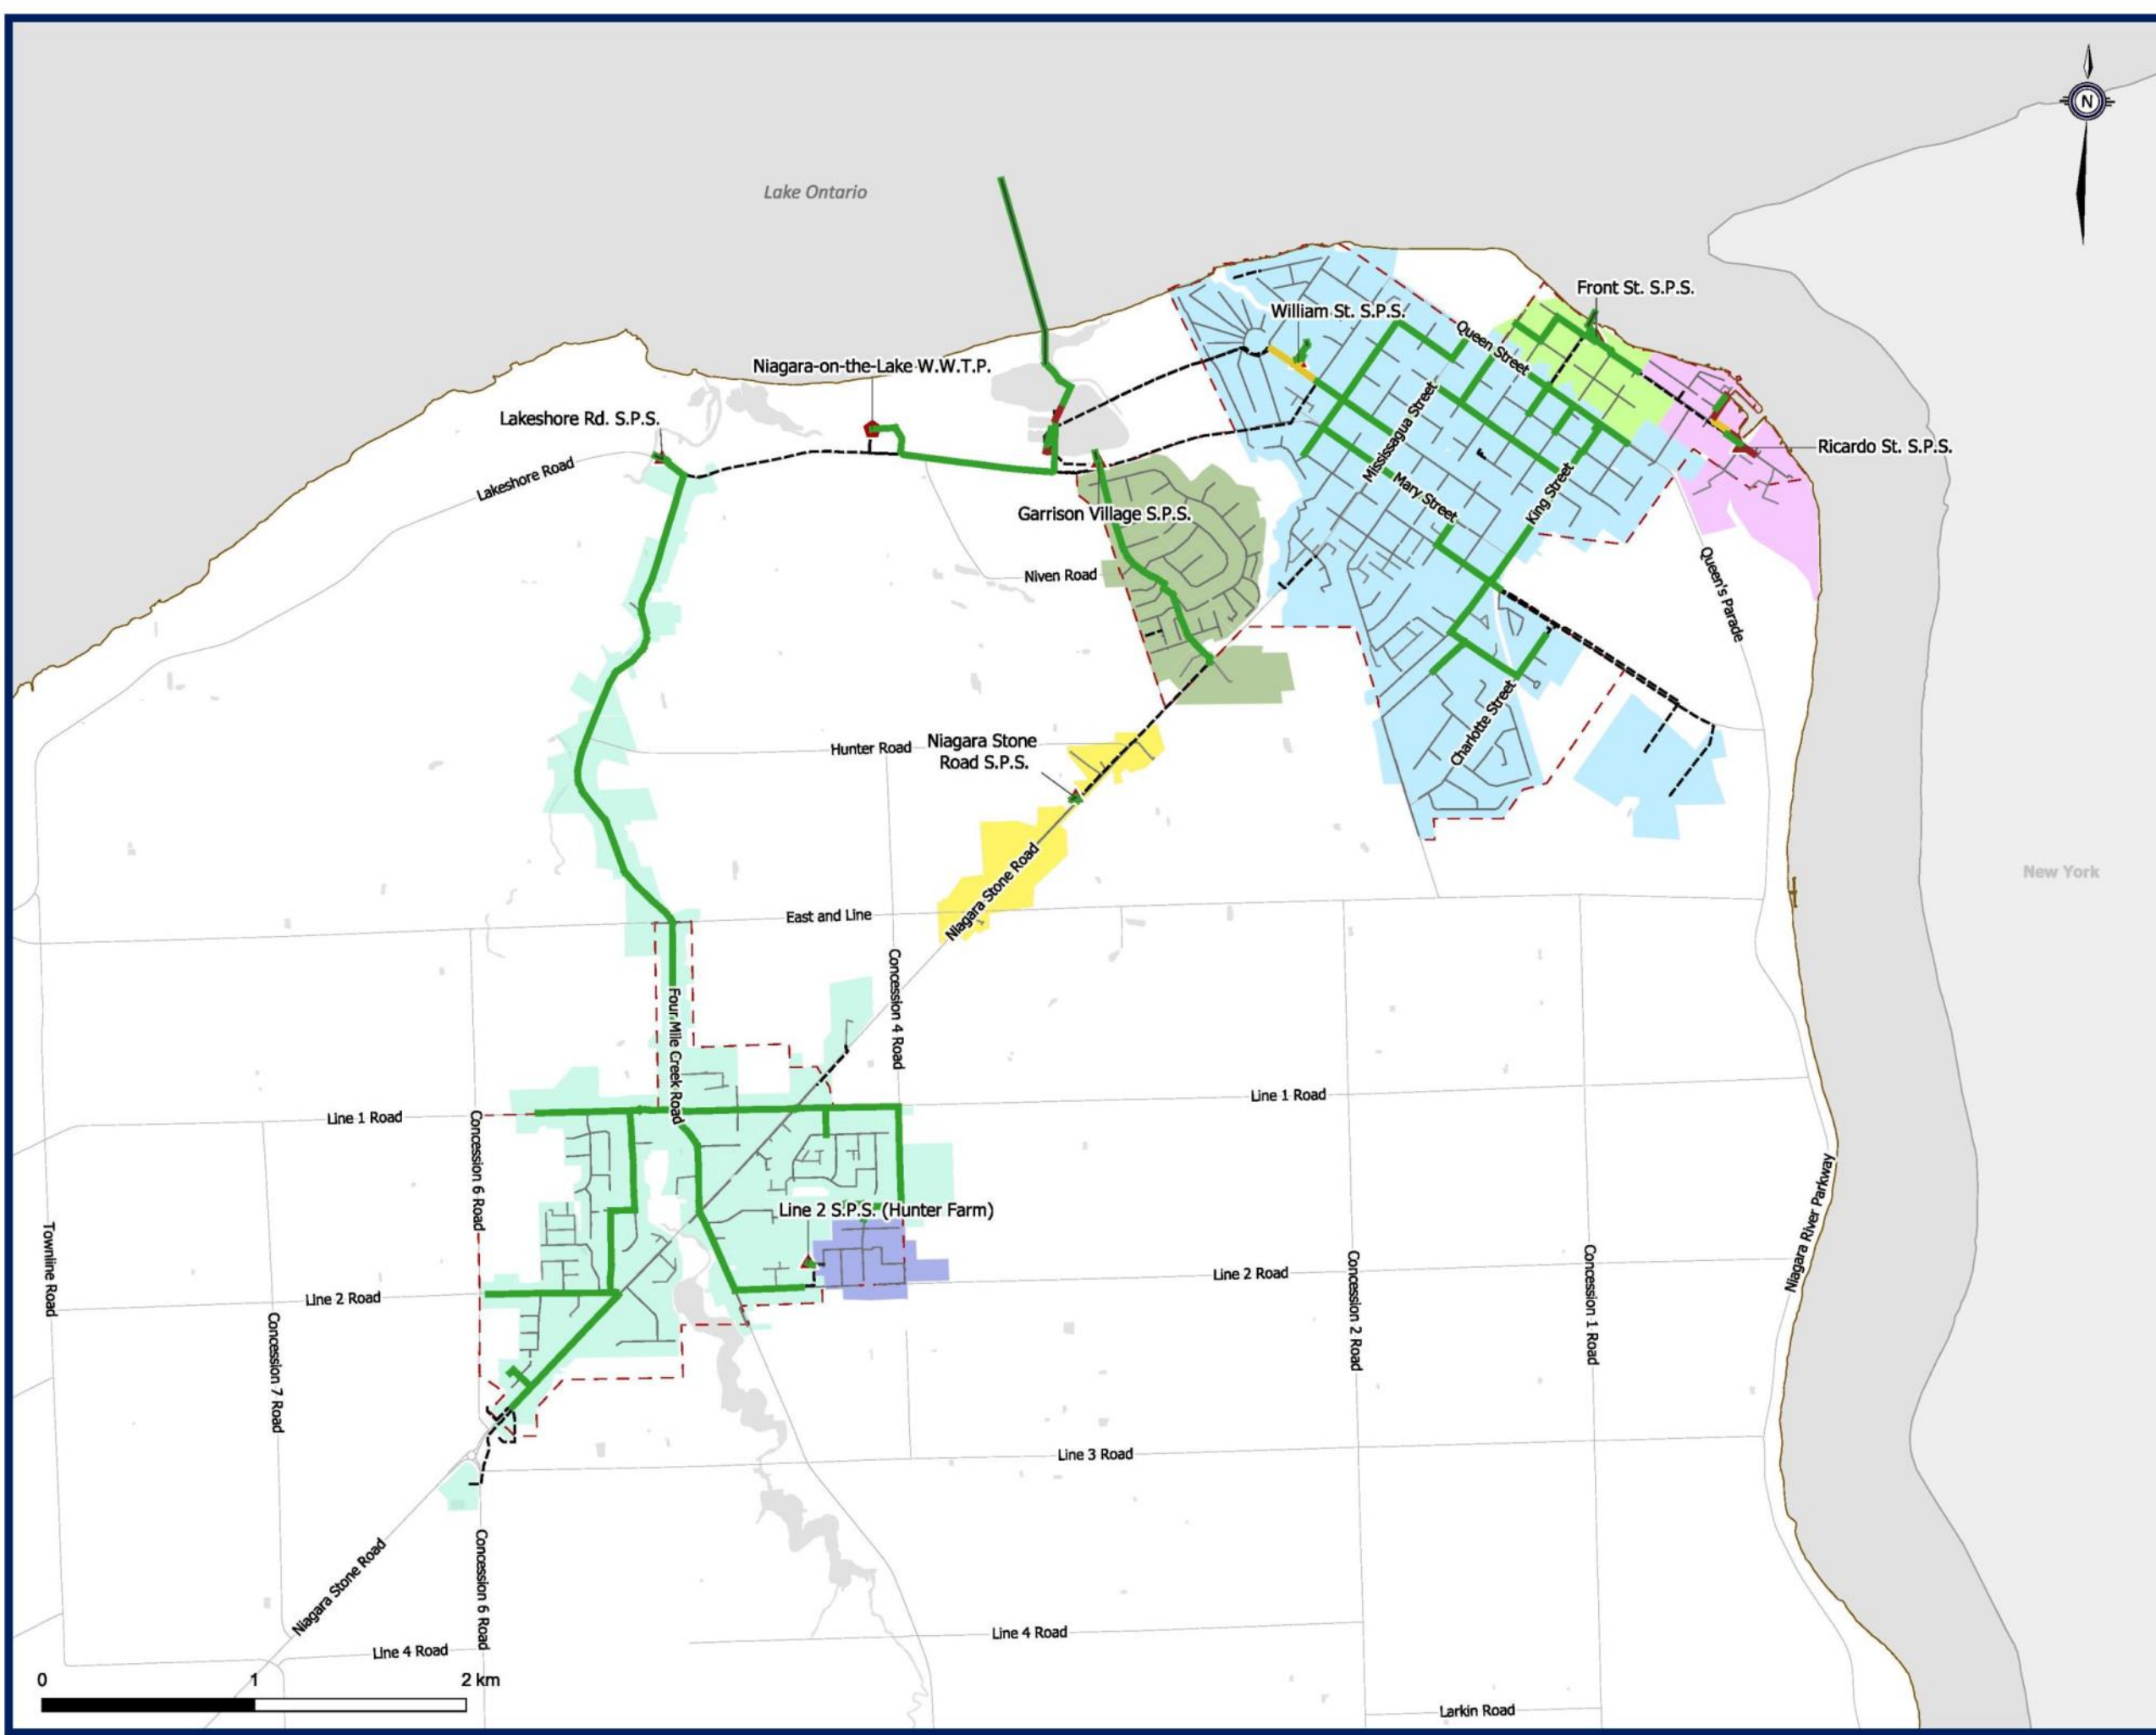 N
Lake Ontario
Front St. S.P.S.
William St. S.P.S.
Queen Street
Niagara-on-the-Lake W.W.T.P.
Lakeshore Rd. S.P.S.
Mississagua Street
Ricardo St. S.P.S.
Lakeshore Road
Mary Street
King Street
Garrison Village S.P.S.
Niven Road
Queen's Parade
Charlotte Street
Hunter Road
Niagara Stone
Road S.P.S.
New York
Niagara Stone Road
East and Line
Concession 4 Road
Four Mile Creek Road
Line 1 Road
Line 1 Road
Concession 6 Road
Niagara River Parkway
Line 2 S.P.S. (Hunter Farm)
Townline Road
Line 2 Road
Line 2 Road
Concession 7 Road
Concession 2 Road
Concession 1 Road
Line 3 Road
Niagara Stone Road
Concession 6 Road
Line 4 Road
Line 4 Road
0 1 2 km
Larkin Road